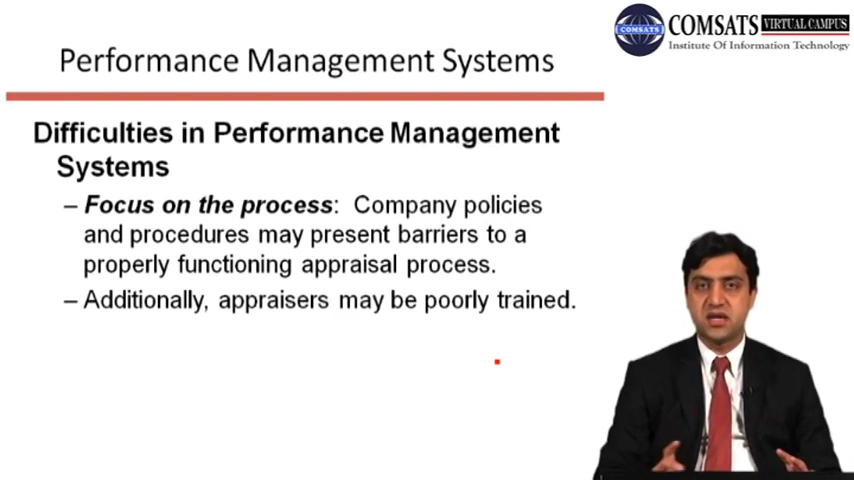 COMSATS
COMSATS VIRTUAL CAMPUS
Institute Of Information Technology
Performance Management Systems
Difficulties in Performance Management
Systems
– Focus on the process: Company policies
and procedures may present barriers to a
properly functioning appraisal process.
– Additionally, appraisers may be poorly trained.